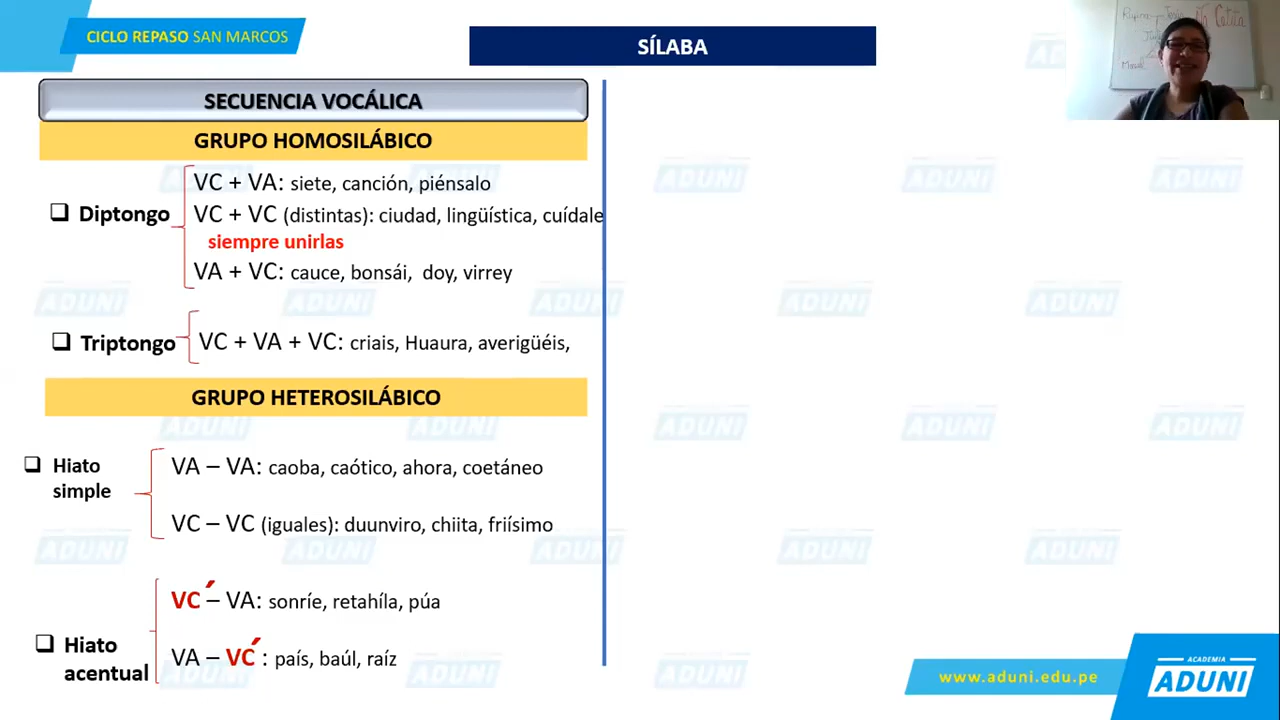 CICLO REPASO SAN MARCOS
SÍLABA
SECUENCIA VOCÁLICA
GRUPO HOMOSILÁBICO
Diptongo
VC + VA: siete, canción, piénsalo
VC + VC (distintas): ciudad, lingüística, cuídale
siempre unirlas
VA + VC: cauce, bonsái, doy, virrey
Triptongo
VC + VA + VC: criais, Huaura, averigüéis,
GRUPO HETEROSILÁBICO
Hiato
simple
VA – VA: caoba, caótico, ahora, coetáneo
VC – VC (iguales): duunviro, chiita, friísimo
Hiato
acentual
VC´– VA: sonríe, retahíla, púa
VA – VC´: país, baúl, raíz
www.aduni.edu.pe
ACADEMIA
ADUNI